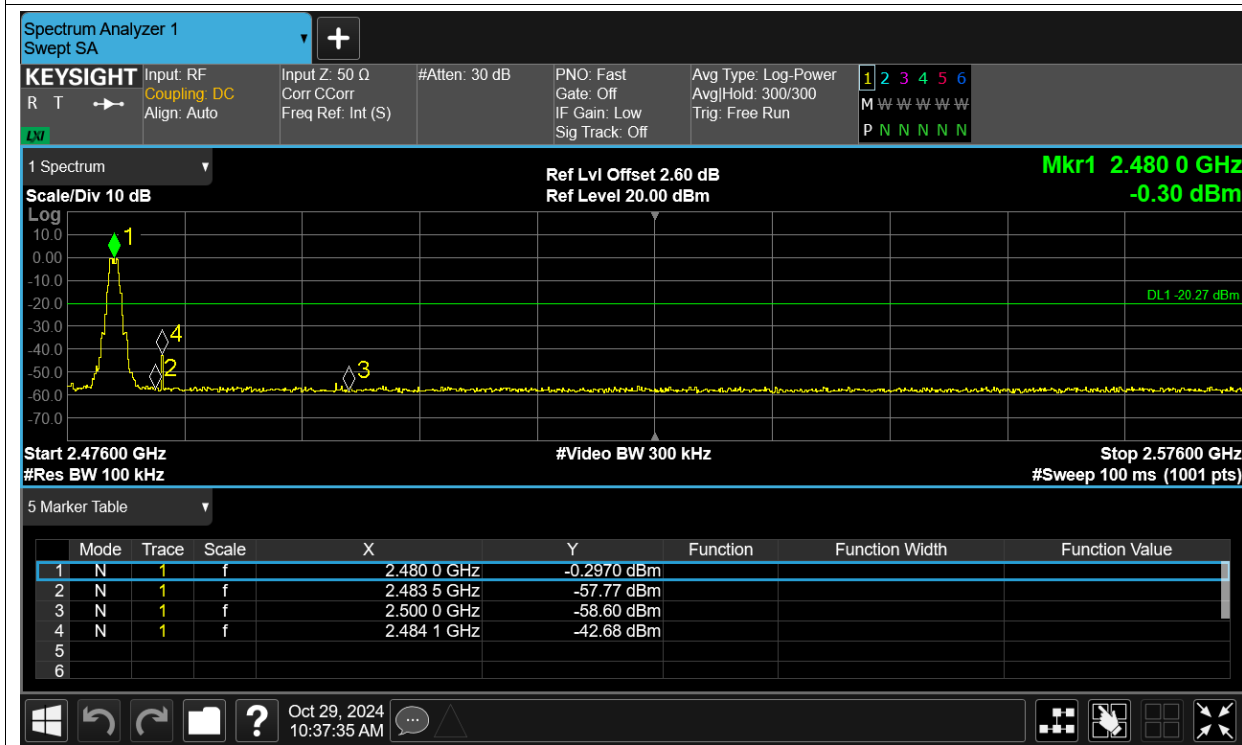 Spectrum Analyzer 1
Swept SA
+
KEYSIGHT Input: RF Input Z: 50 Ω #Atten: 30 dB PNO: Fast Avg Type: Log-Power 1 2 3 4 5 6
R T Coupling: DC Corr CCorr Gate: Off Avg|Hold: 300/300 M W W W W W
Align: Auto Freq Ref: Int (S) IF Gain: Low Trig: Free Run
LXI Sig Track: Off P N N N N N
1 Spectrum Ref Lvl Offset 2.60 dB Mkr1 2.480 0 GHz
Scale/Div 10 dB Ref Level 20.00 dBm -0.30 dBm
Log
10.0 1
0.00
-10.0
-20.0 DL1 -20.27 dBm
-30.0 4
-40.0
-50.0 2 3
-60.0
-70.0
Start 2.47600 GHz #Video BW 300 kHz Stop 2.57600 GHz
#Res BW 100 kHz #Sweep 100 ms (1001 pts)
5 Marker Table
Mode Trace Scale X Y Function Function Width Function Value
1 N 1 f 2.480 0 GHz -0.2970 dBm
2 N 1 f 2.483 5 GHz -57.77 dBm
3 N 1 f 2.500 0 GHz -58.60 dBm
4 N 1 f 2.484 1 GHz -42.68 dBm
5
6
? Oct 29, 2024
10:37:35 AM